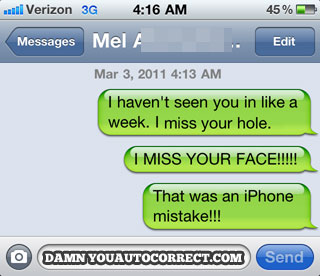 Verizon 3G 4:16 AM 45%
Messages Mel A ... Edit
Mar 3, 2011 4:13 AM
I haven't seen you in like a
week. I miss your hole.
I MISS YOUR FACE!!!!!
That was an iPhone
mistake!!!
DAMNYOUAUTOCORRECT.COM Send